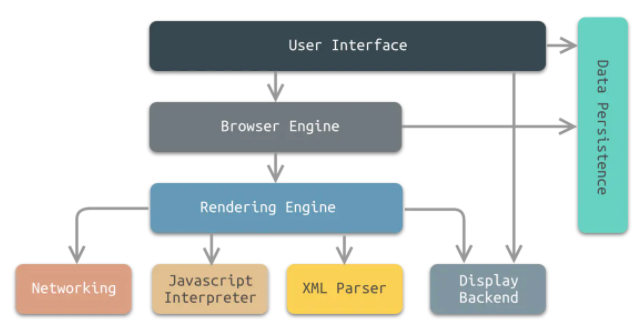 User Interface
Data Persistence
Browser Engine
Rendering Engine
Networking
Javascript
Interpreter
XML Parser
Display
Backend